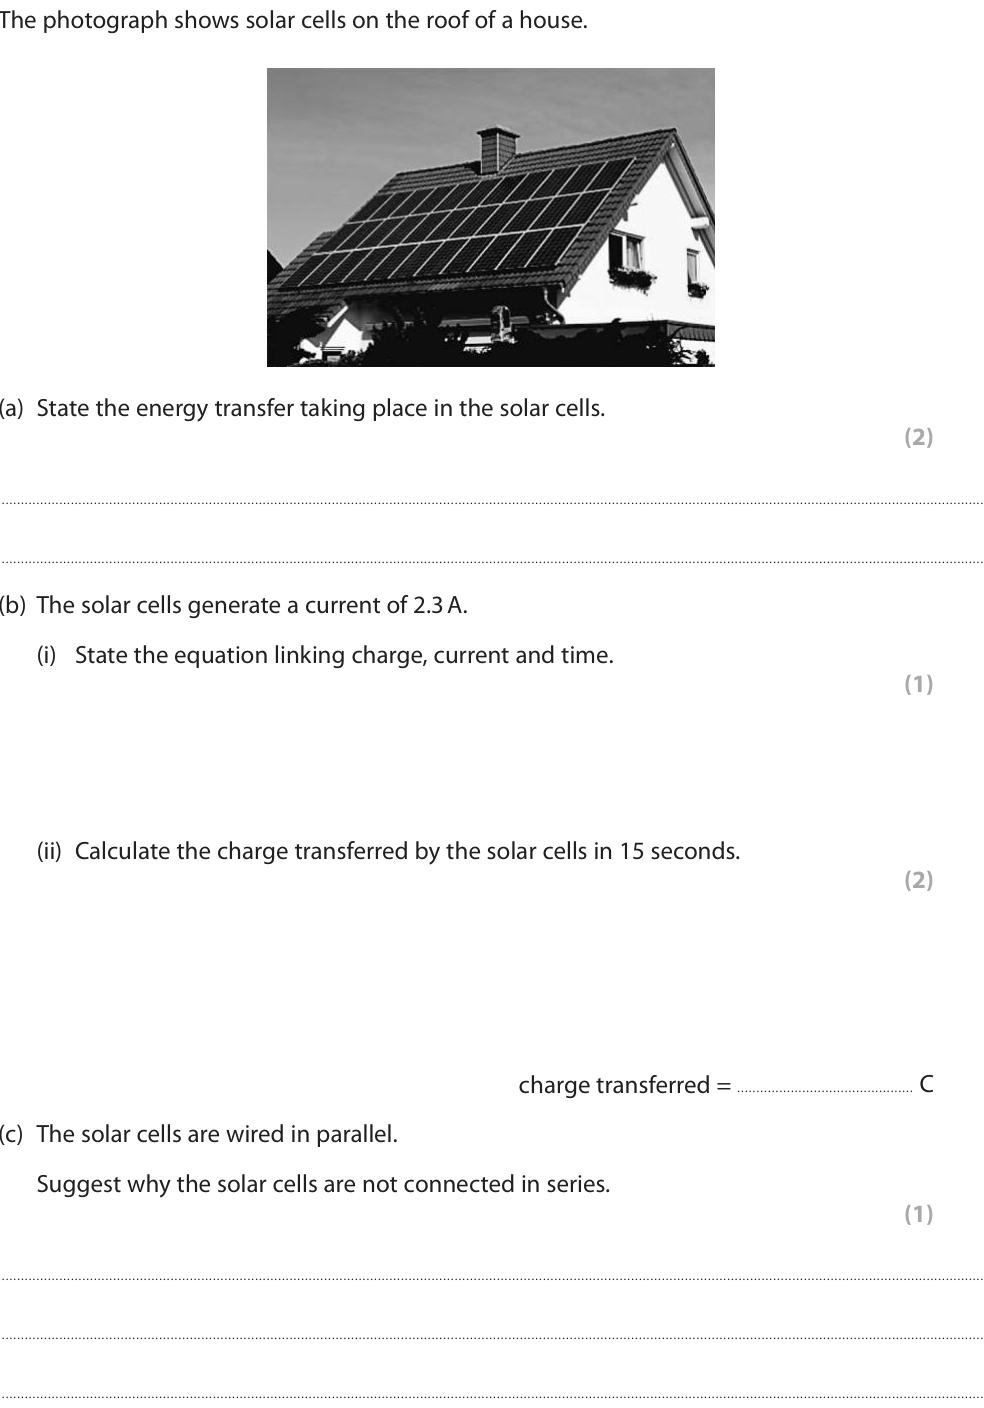 The photograph shows solar cells on the roof of a house.
(a) State the energy transfer taking place in the solar cells.
(2)
(b) The solar cells generate a current of 2.3 A.
(i) State the equation linking charge, current and time.
(1)
(ii) Calculate the charge transferred by the solar cells in 15 seconds.
(2)
charge transferred = ............................................... C
(c) The solar cells are wired in parallel.
Suggest why the solar cells are not connected in series.
(1)